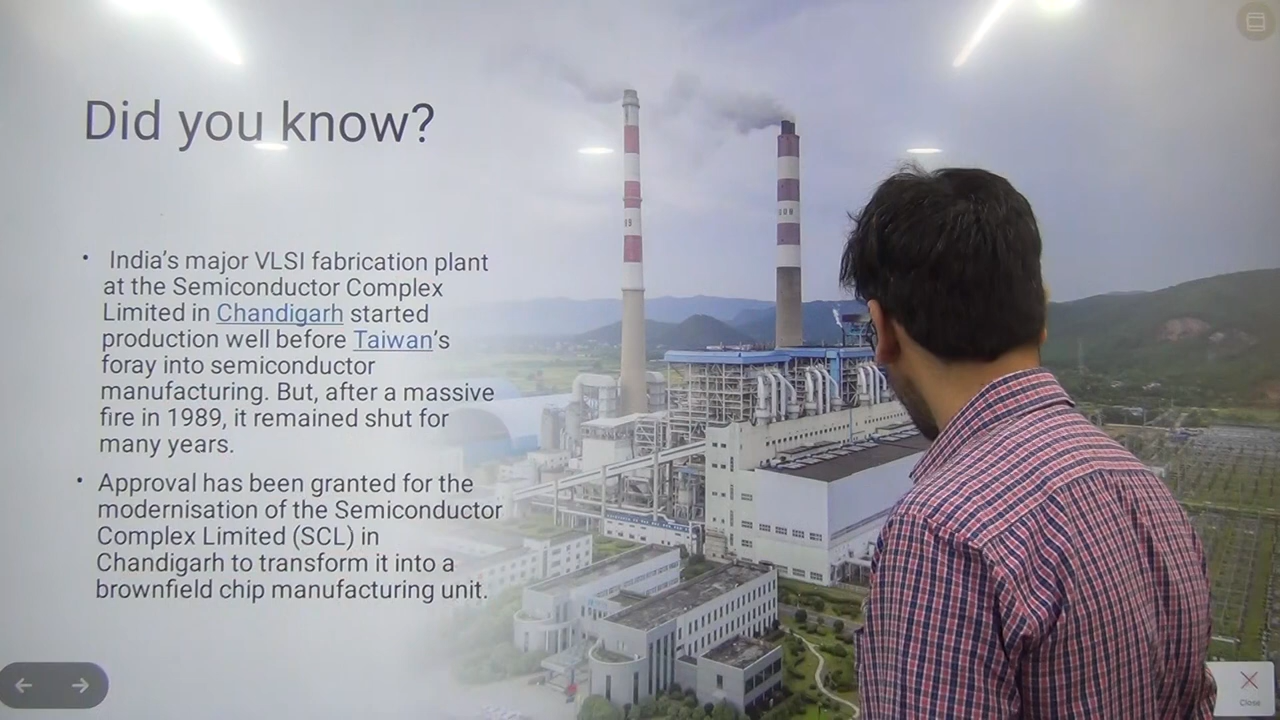 Did you know?
• India's major VLSI fabrication plant
at the Semiconductor Complex
Limited in Chandigarh started
production well before Taiwan's
foray into semiconductor
manufacturing. But, after a massive
fire in 1989, it remained shut for
many years.
• Approval has been granted for the
modernisation of the Semiconductor
Complex Limited (SCL) in
Chandigarh to transform it into a
brownfield chip manufacturing unit.
Close